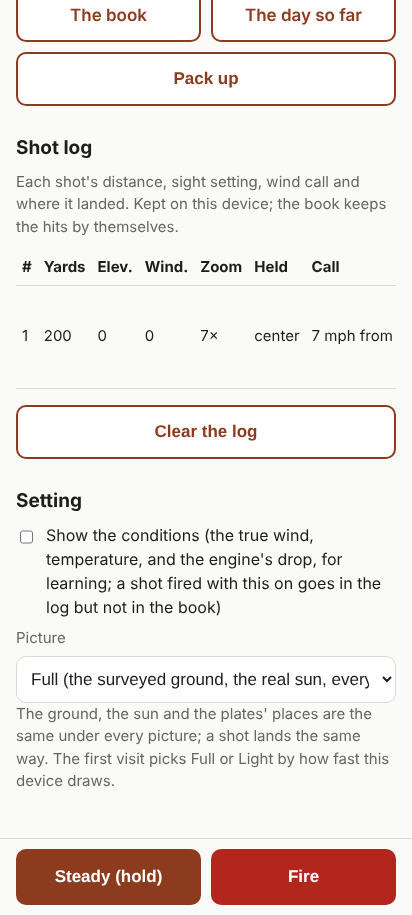 The book
The day so far
Pack up
Shot log
Each shot's distance, sight setting, wind call and
where it landed. Kept on this device; the book keeps
the hits by themselves.
# Yards Elev. Wind. Zoom Held Call
1 200 0 0 7× center 7 mph from
Clear the log
Setting
Show the conditions (the true wind,
temperature, and the engine's drop, for
learning; a shot fired with this on goes in the
log but not in the book)
Picture
Full (the surveyed ground, the real sun, every
The ground, the sun and the plates' places are the
same under every picture; a shot lands the same
way. The first visit picks Full or Light by how fast this
device draws.
Steady (hold)
Fire